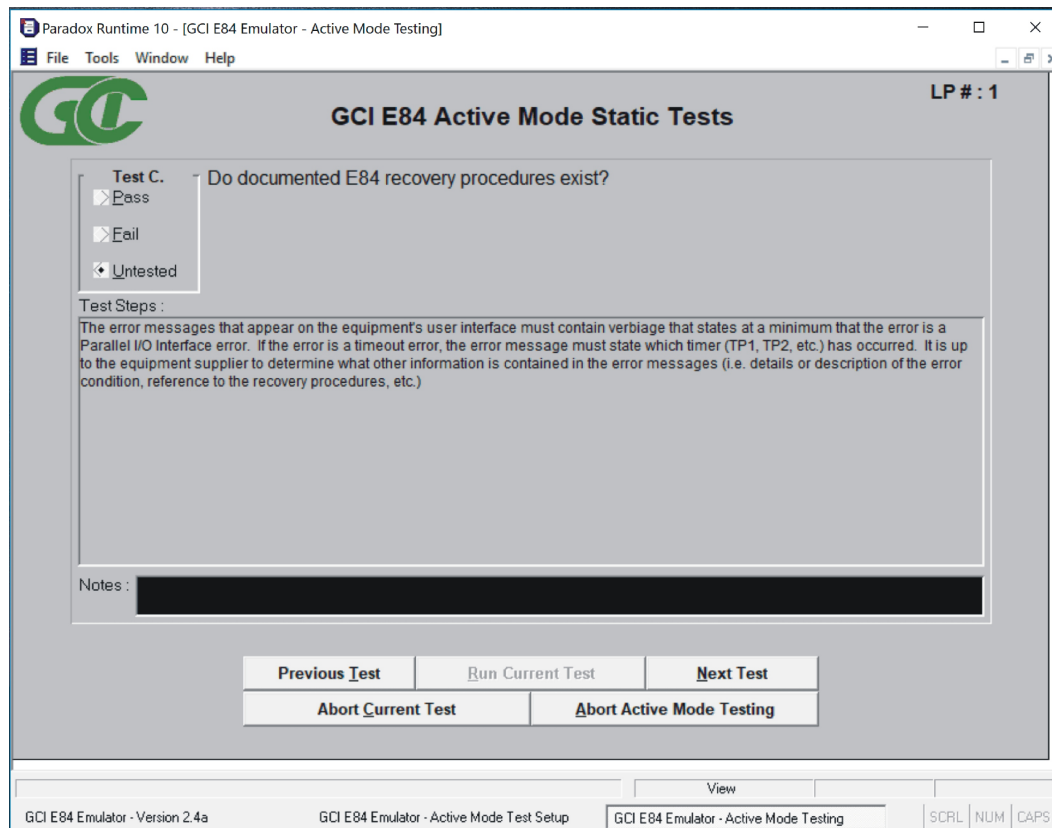 Paradox Runtime 10 - [GCI E84 Emulator - Active Mode Testing]
File Tools Window Help
GCI
LP # : 1
GCI E84 Active Mode Static Tests
Test C.
Do documented E84 recovery procedures exist?
Pass
Fail
Untested
Test Steps :
The error messages that appear on the equipment's user interface must contain verbiage that states at a minimum that the error is a
Parallel I/O Interface error. If the error is a timeout error, the error message must state which timer (TP1, TP2, etc.) has occurred. It is up
to the equipment supplier to determine what other information is contained in the error messages (i.e. details or description of the error
condition, reference to the recovery procedures, etc.)
Notes :
Previous Test Run Current Test Next Test
Abort Current Test Abort Active Mode Testing
View
GCI E84 Emulator - Version 2.4a GCI E84 Emulator - Active Mode Test Setup GCI E84 Emulator - Active Mode Testing SCRL NUM CAPS